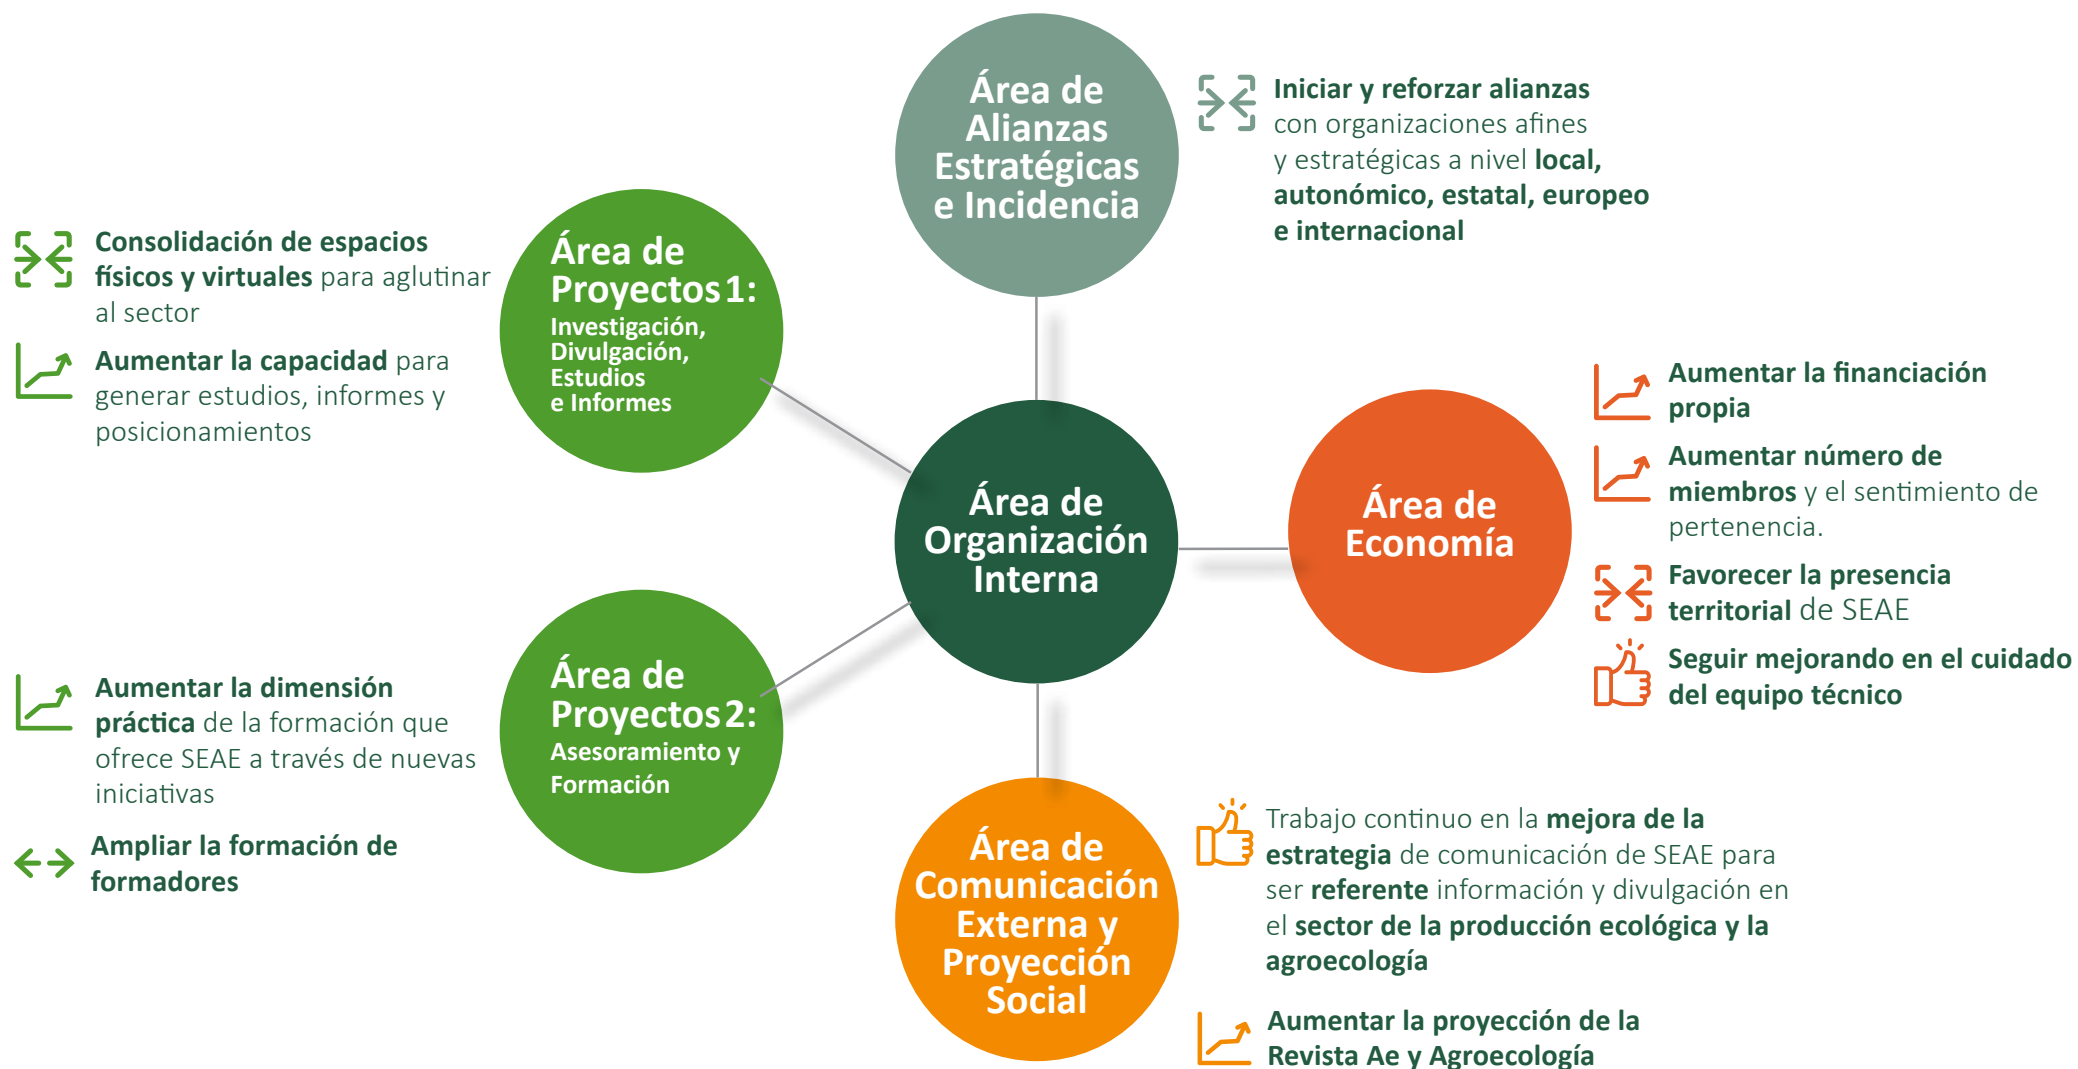 Área de
Alianzas
Estratégicas
e Incidencia
Iniciar y reforzar alianzas
con organizaciones afines
y estratégicas a nivel local,
autonómico, estatal, europeo
e internacional
Consolidación de espacios
físicos y virtuales para aglutinar
al sector
Aumentar la capacidad para
generar estudios, informes y
posicionamientos
Área de
Proyectos 1:
Investigación,
Divulgación,
Estudios
e Informes
Área de
Organización
Interna
Área de
Economía
Aumentar la financiación
propia
Aumentar número de
miembros y el sentimiento de
pertenencia.
Favorecer la presencia
territorial de SEAE
Seguir mejorando en el cuidado
del equipo técnico
Aumentar la dimensión
práctica de la formación que
ofrece SEAE a través de nuevas
iniciativas
Ampliar la formación de
formadores
Área de
Proyectos 2:
Asesoramiento y
Formación
Área de
Comunicación
Externa y
Proyección
Social
Trabajo continuo en la mejora de la
estrategia de comunicación de SEAE para
ser referente información y divulgación en
el sector de la producción ecológica y la
agroecología
Aumentar la proyección de la
Revista Ae y Agroecología